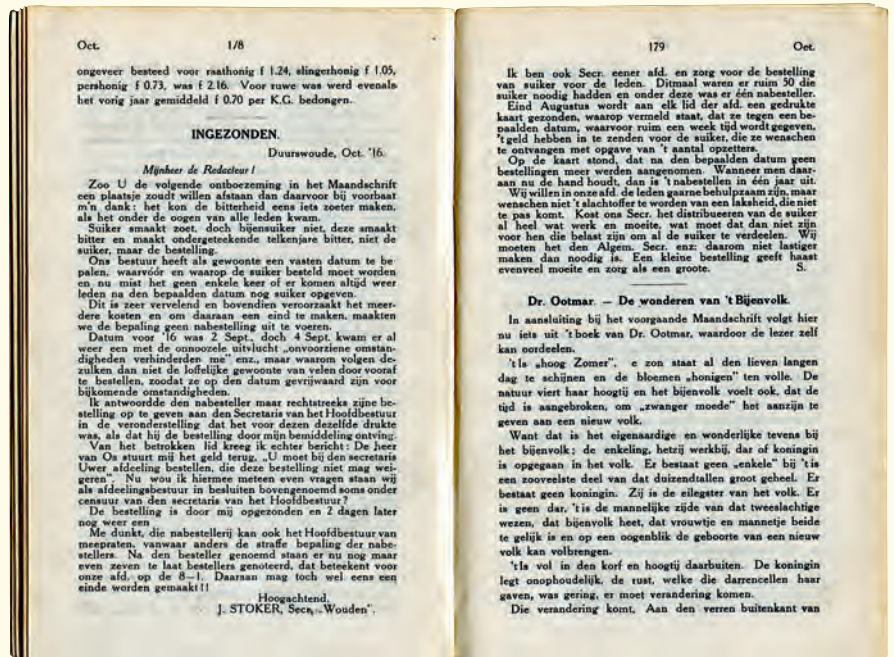 Oct. 178
ongeveer besteed voor raathonig f 1.24, slingerhonig f 1.05,
pershonig f 0.73, was f 2.16. Voor ruwe was werd evenals
het vorig jaar gemiddeld f 0.70 per K.G. bedongen.
INGEZONDEN.
Duurswoude, Oct. '16.
Mijnheer de Redacteur!
Zoo U de volgende ontboezeming in het Maandschrift
een plaatsje zoudt willen afstaan dan daarvoor bij voorbaat
m'n dank: het kon de bitterheid eens iets zoeter maken,
als het onder de oogen van alle leden kwam.
Suiker smaakt zoet, doch bijensuiker niet, deze smaakt
bitter en maakt ondergeteekende telkenjare bitter, niet de
suiker, maar de bestelling.
Ons bestuur heeft als gewoonte een vasten datum te be
palen, waarvóór en waarop de suiker besteld moet worden
en nu mist het geen enkele keer of er komen altijd weer
leden na den bepaalden datum nog suiker opgeven.
Dit is zeer vervelend en bovendien veroorzaakt het meer-
dere kosten en om daaraan een eind te maken, maakten
we de bepaling geen nabestelling uit te voeren.
Datum voor '16 was 2 Sept., doch 4 Sept. kwam er al
weer een met de onnoozele uitvlucht „onvoorziene omstan-
digheden verhinderden me" enz., maar waarom volgen de-
zulken dan niet de loffelijke gewoonte van velen door vooraf
te bestellen, zoodat ze op den datum gevrijwaard zijn voor
bijkomende omstandigheden.
Ik antwoordde den nabesteller maar rechtstreeks zijne be-
stelling op te geven aan den Secretaris van het Hoofdbestuur
in de veronderstelling dat het voor dezen dezelfde drukte
was, als dat hij de bestelling door mijn bemiddeling ontving.
Van het betrokken lid kreeg ik echter bericht: De heer
van Os stuurt mij het geld terug, „U moet bij den secretaris
Uwer afdeeling bestellen, die deze bestelling niet mag wei-
geren". Nu wou ik hiermee meteen even vragen staan wij
als afdeelingsbestuur in besluiten bovengenoemd soms onder
censuur van den secretaris van het Hoofdbestuur?
De bestelling is door mij opgezonden en 2 dagen later
nog weer een
Me dunkt, die nabestellerij kan ook het Hoofdbestuur van
meepraten, vanwaar anders de straffe bepaling der nabe-
stellers. Na den besteller genoemd staan er nu nog maar
even zeven te laat bestellers genoteerd, dat beteekent voor
onze afd. op de 8—1. Daaraan mag toch wel eens een
einde worden gemaakt!!
Hoogachtend,
J. STOKER, Secr. „Wouden".
179 Oct.
Ik ben ook Secr. eener afd. en zorg voor de bestelling
van suiker voor de leden. Ditmaal waren er ruim 50 die
suiker noodig hadden en onder deze was er één nabesteller.
Eind Augustus wordt aan elk lid der afd. een gedrukte
kaart gezonden, waarop vermeld staat, dat ze tegen een be-
paalden datum, waarvoor ruim een week tijd wordt gegeven,
't geld hebben in te zenden voor de suiker, die ze wenschen
te ontvangen met opgave van 't aantal opzetters.
Op de kaart stond, dat na den bepaalden datum geen
bestellingen meer werden aangenomen. Wanneer men daar-
aan nu de hand houdt, dan is 't nabestellen in één jaar uit.
Wij willen in onze afd. de leden gaarne behulpzaam zijn, maar
wenschen niet 't slachtoffer te worden van een laksheid, die niet
te pas komt. Kost ons Secr. het distribueeren van de suiker
al heel wat werk en moeite, wat moet dat dan niet zijn
voor hen die belast zijn om al de suiker te verdeelen. Wij
moeten het den Algem. Secr. enz: daarom niet lastiger
maken dan noodig is. Een kleine bestelling geeft haast
evenveel moeite en zorg als een groote. S.
Dr. Ootmar. — De wonderen van 't Bijenvolk.
In aansluiting bij het voorgaande Maandschrift volgt hier
nu iets uit 't boek van Dr. Ootmar, waardoor de lezer zelf
kan oordeelen.
't Is „hoog Zomer". e zon staat al den lieven langen
dag te schijnen en de bloemen „honigen" ten volle. De
natuur viert haar hoogtij en het bijenvolk voelt ook, dat de
tijd is aangebroken, om „zwanger moede" het aanzijn te
geven aan een nieuw volk.
Want dat is het eigenaardige en wonderlijke tevens bij
het bijenvolk; de enkeling, hetzij werkbij, dar of koningin
is opgegaan in het volk. Er bestaat geen „enkele" bij 't is
een zooveelste deel van dat duizendtallen groot geheel. Er
bestaat geen koningin. Zij is de eilegster van het volk. Er
is geen dar, 't is de mannelijke zijde van dat tweeslachtige
wezen, dat bijenvolk heet, dat vrouwtje en mannetje beide
te gelijk is en op een oogenblik de geboorte van een nieuw
volk kan volbrengen.
't Is vol in den korf en hoogtij daarbuiten. De koningin
legt onophoudelijk, de rust, welke die darrencellen haar
gaven, was gering, er moet verandering komen.
Die verandering komt. Aan den verren buitenkant van